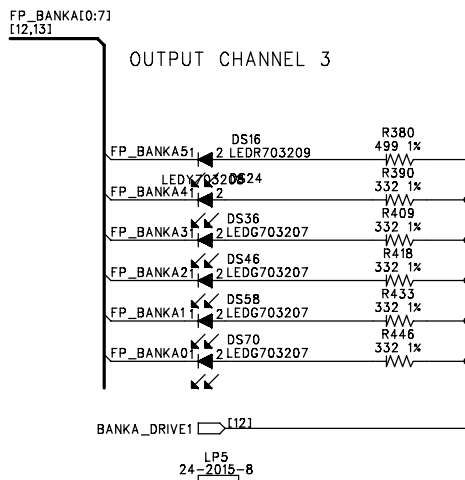 FP_BANKA[0:7]
[12,13]
OUTPUT CHANNEL 3
R380
DS16
499 1%
FP_BANKA5 1 2 LEDR703209
R390
LEDY703208 DS24
332 1%
FP_BANKA4 1 2
R409
DS36
332 1%
FP_BANKA3 1 2 LEDG703207
R418
DS46
332 1%
FP_BANKA2 1 2 LEDG703207
R433
DS58
332 1%
FP_BANKA1 1 2 LEDG703207
R446
DS70
332 1%
FP_BANKA0 1 2 LEDG703207
BANKA_DRIVE1 [12]
LP5
24-2015-8